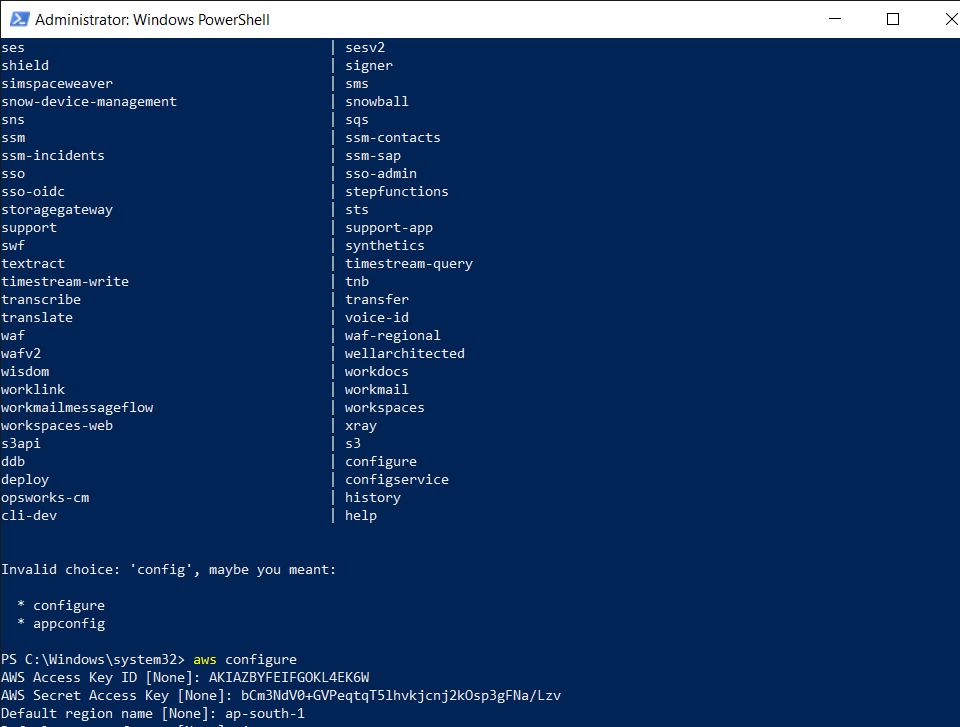 Administrator: Windows PowerShell
ses | sesv2
shield | signer
simspaceweaver | sms
snow-device-management | snowball
sns | sqs
ssm | ssm-contacts
ssm-incidents | ssm-sap
sso | sso-admin
sso-oidc | stepfunctions
storagegateway | sts
support | support-app
swf | synthetics
textract | timestream-query
timestream-write | tnb
transcribe | transfer
translate | voice-id
waf | waf-regional
wafv2 | wellarchitected
wisdom | workdocs
worklink | workmail
workmailmessageflow | workspaces
workspaces-web | xray
s3api | s3
ddb | configure
deploy | configservice
opsworks-cm | history
cli-dev | help
Invalid choice: 'config', maybe you meant:
* configure
* appconfig
PS C:\Windows\system32> aws configure
AWS Access Key ID [None]: AKIAZBYFEIFGOKL4EK6W
AWS Secret Access Key [None]: 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
Default region name [None]: ap-south-1